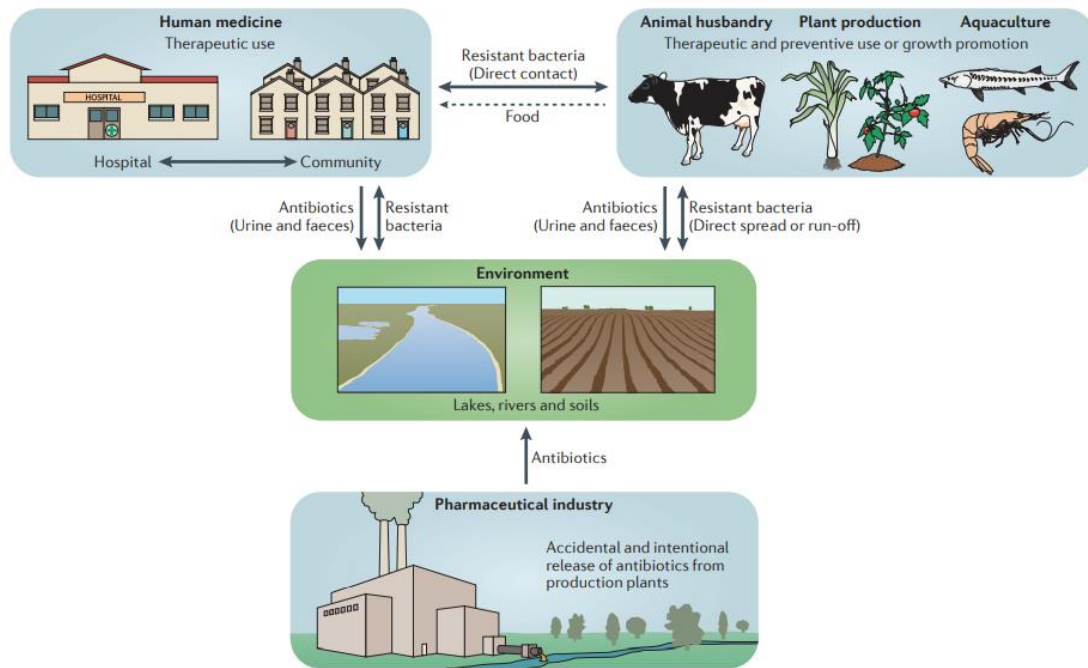 Human medicine
Therapeutic use
HOSPITAL
Hospital
Community
Resistant bacteria
(Direct contact)
Food
Animal husbandry
Plant production
Aquaculture
Therapeutic and preventive use or growth promotion
Antibiotics
(Urine and faeces)
Resistant
bacteria
Antibiotics
(Urine and faeces)
Resistant bacteria
(Direct spread or run-off)
Environment
Lakes, rivers and soils
Antibiotics
Pharmaceutical industry
Accidental and intentional
release of antibiotics from
production plants